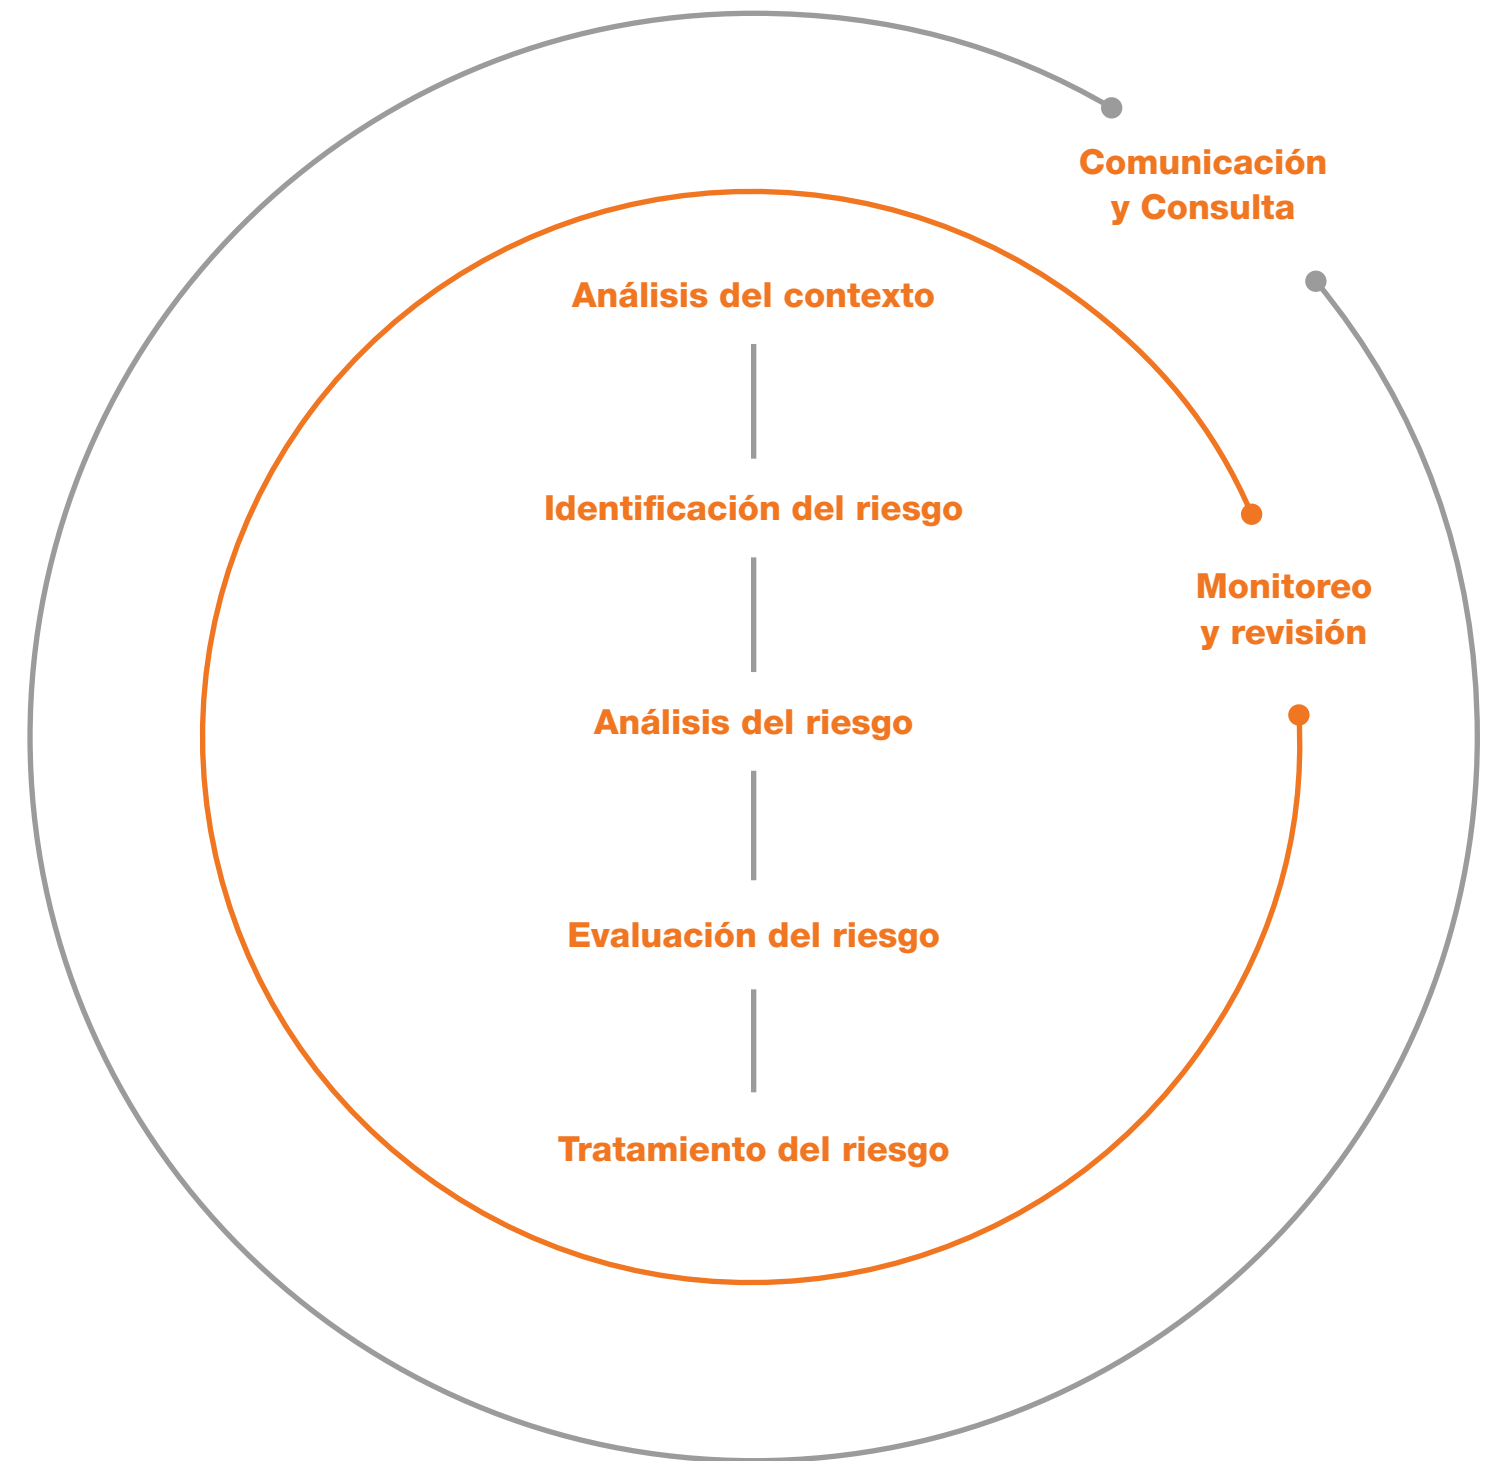 Comunicación
y Consulta
Análisis del contexto
Identificación del riesgo
Monitoreo
y revisión
Análisis del riesgo
Evaluación del riesgo
Tratamiento del riesgo